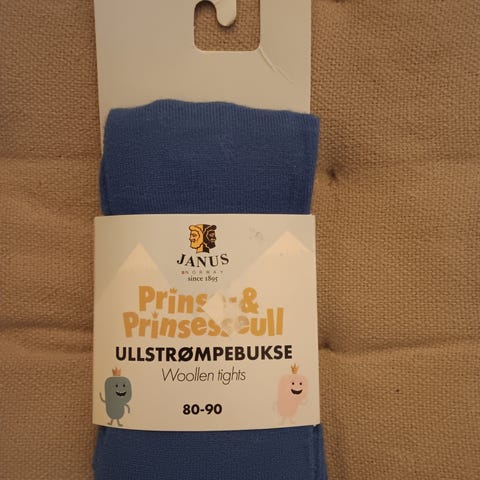 JANUS
NORWAY
since 1895
Prinse- &
Prinsesseull
ULLSTRØMPEBUKSE
Woollen tights
80-90